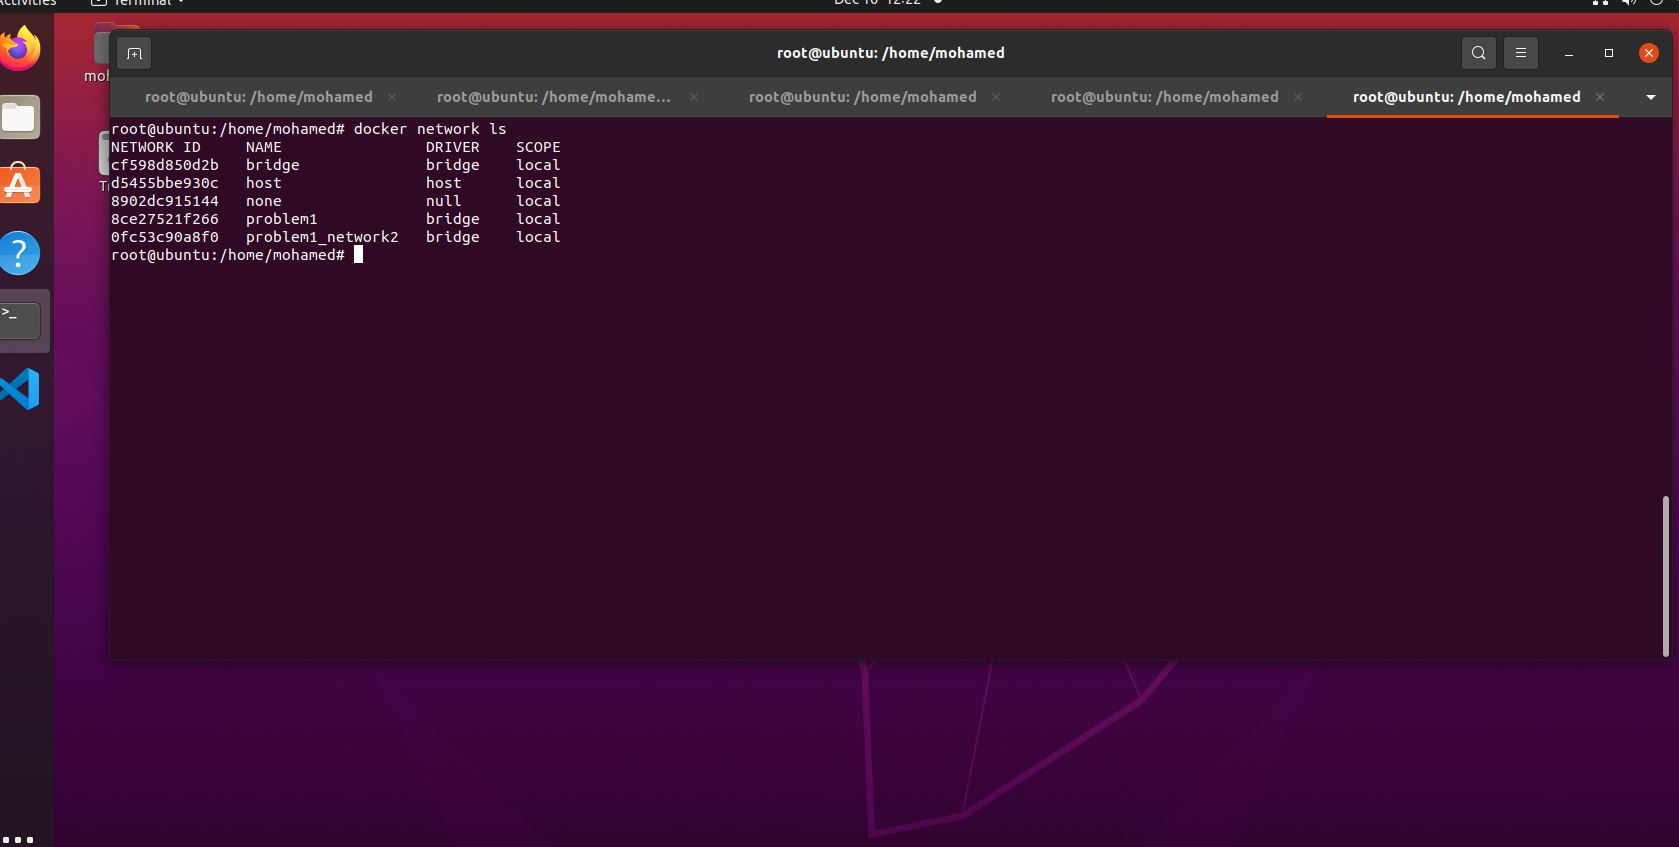 Activities
Terminal
Dec 16 12:22
root@ubuntu: /home/mohamed
root@ubuntu: /home/mohamed × root@ubuntu: /home/mohame... × root@ubuntu: /home/mohamed × root@ubuntu: /home/mohamed × root@ubuntu: /home/mohamed ×
root@ubuntu:/home/mohamed# docker network ls
NETWORK ID NAME DRIVER SCOPE
cf598d850d2b bridge bridge local
d5455bbe930c host host local
8902dc915144 none null local
8ce27521f266 problem1 bridge local
0fc53c90a8f0 problem1_network2 bridge local
root@ubuntu:/home/mohamed#